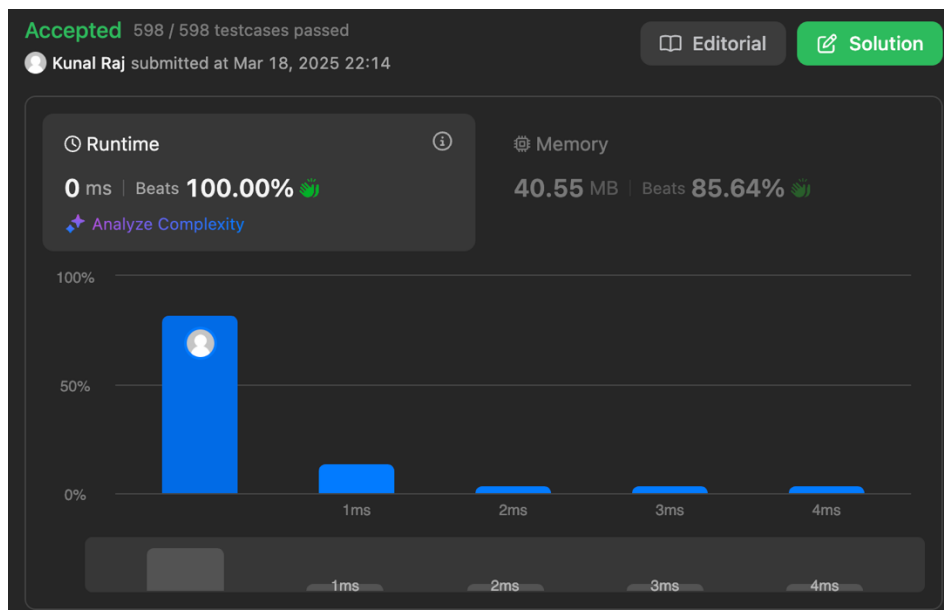 Accepted 598 / 598 testcases passed
Editorial
Solution
Kunal Raj submitted at Mar 18, 2025 22:14
Runtime
0 ms | Beats 100.00%
Analyze Complexity
Memory
40.55 MB | Beats 85.64%
100%
50%
0%
1ms 2ms 3ms 4ms
1ms 2ms 3ms 4ms